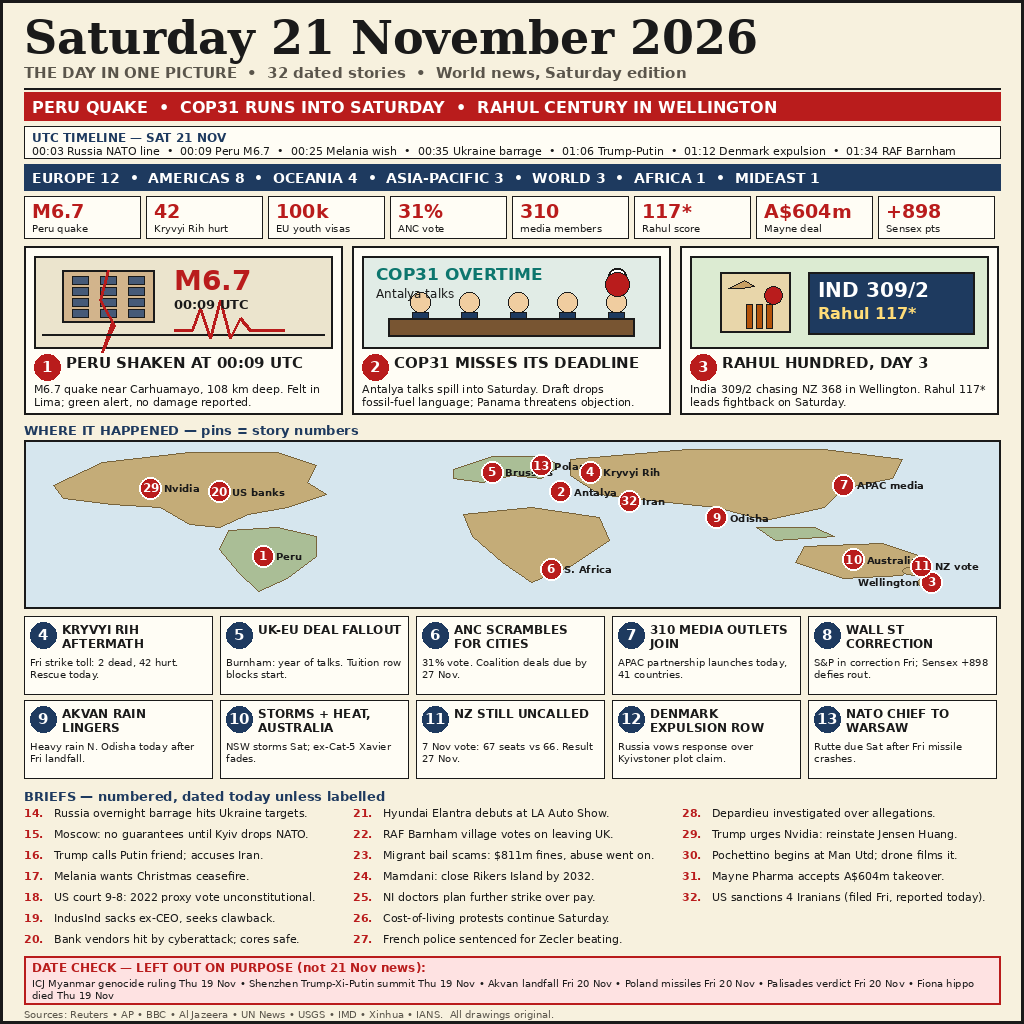 Saturday 21 November 2026
THE DAY IN ONE PICTURE • 32 dated stories • World news, Saturday edition
PERU QUAKE • COP31 RUNS INTO SATURDAY • RAHUL CENTURY IN WELLINGTON
UTC TIMELINE — SAT 21 NOV
00:03 Russia NATO line • 00:09 Peru M6.7 • 00:25 Melania wish • 00:35 Ukraine barrage • 01:06 Trump-Putin • 01:12 Denmark expulsion • 01:34 RAF Barnham
EUROPE 12 • AMERICAS 8 • OCEANIA 4 • ASIA-PACIFIC 3 • WORLD 3 • AFRICA 1 • MIDEAST 1
M6.7
Peru quake
42
Kryvyi Rih hurt
100k
EU youth visas
31%
ANC vote
310
media members
117*
Rahul score
A$604m
Mayne deal
+898
Sensex pts
M6.7
00:09 UTC
1 PERU SHAKEN AT 00:09 UTC
M6.7 quake near Carhuamayo, 108 km deep. Felt in
Lima; green alert, no damage reported.
COP31 OVERTIME
Antalya talks
2 COP31 MISSES ITS DEADLINE
Antalya talks spill into Saturday. Draft drops
fossil-fuel language; Panama threatens objection.
IND 309/2
Rahul 117*
3 RAHUL HUNDRED, DAY 3
India 309/2 chasing NZ 368 in Wellington. Rahul 117*
leads fightback on Saturday.
WHERE IT HAPPENED — pins = story numbers
29 Nvidia
20 US banks
1 Peru
5
13
4 Kryvyi Rih
2 Antalya
32 Iran
6 S. Africa
9 Odisha
7 APAC media
10
11 NZ vote
Wellington 3
4 KRYVYI RIH
AFTERMATH
Fri strike toll: 2 dead, 42 hurt.
Rescue today.
5 UK-EU DEAL FALLOUT
Burnham: year of talks. Tuition row
blocks start.
6 ANC SCRAMBLES
FOR CITIES
31% vote. Coalition deals due by
27 Nov.
7 310 MEDIA OUTLETS
JOIN
APAC partnership launches today,
41 countries.
8 WALL ST
CORRECTION
S&P in correction Fri; Sensex +898
defies rout.
9 AKVAN RAIN
LINGERS
Heavy rain N. Odisha today after
Fri landfall.
10 STORMS + HEAT,
AUSTRALIA
NSW storms Sat; ex-Cat-5 Xavier
fades.
11 NZ STILL UNCALLED
7 Nov vote: 67 seats vs 66. Result
27 Nov.
12 DENMARK
EXPULSION ROW
Russia vows response over
Kyivstoner plot claim.
13 NATO CHIEF TO
WARSAW
Rutte due Sat after Fri missile
crashes.
BRIEFS — numbered, dated today unless labelled
14. Russia overnight barrage hits Ukraine targets.
15. Moscow: no guarantees until Kyiv drops NATO.
16. Trump calls Putin friend; accuses Iran.
17. Melania wants Christmas ceasefire.
18. US court 9-8: 2022 proxy vote unconstitutional.
19. IndusInd sacks ex-CEO, seeks clawback.
20. Bank vendors hit by cyberattack; cores safe.
21. Hyundai Elantra debuts at LA Auto Show.
22. RAF Barnham village votes on leaving UK.
23. Migrant bail scams: $811m fines, abuse went on.
24. Mamdani: close Rikers Island by 2032.
25. NI doctors plan further strike over pay.
26. Cost-of-living protests continue Saturday.
27. French police sentenced for Zecler beating.
28. Depardieu investigated over allegations.
29. Trump urges Nvidia: reinstate Jensen Huang.
30. Pochettino begins at Man Utd; drone films it.
31. Mayne Pharma accepts A$604m takeover.
32. US sanctions 4 Iranians (filed Fri, reported today).
DATE CHECK — LEFT OUT ON PURPOSE (not 21 Nov news):
ICJ Myanmar genocide ruling Thu 19 Nov • Shenzhen Trump-Xi-Putin summit Thu 19 Nov • Akvan landfall Fri 20 Nov • Poland missiles Fri 20 Nov • Palisades verdict Fri 20 Nov • Fiona hippo
died Thu 19 Nov
Sources: Reuters • AP • BBC • Al Jazeera • UN News • USGS • IMD • Xinhua • IANS. All drawings original.